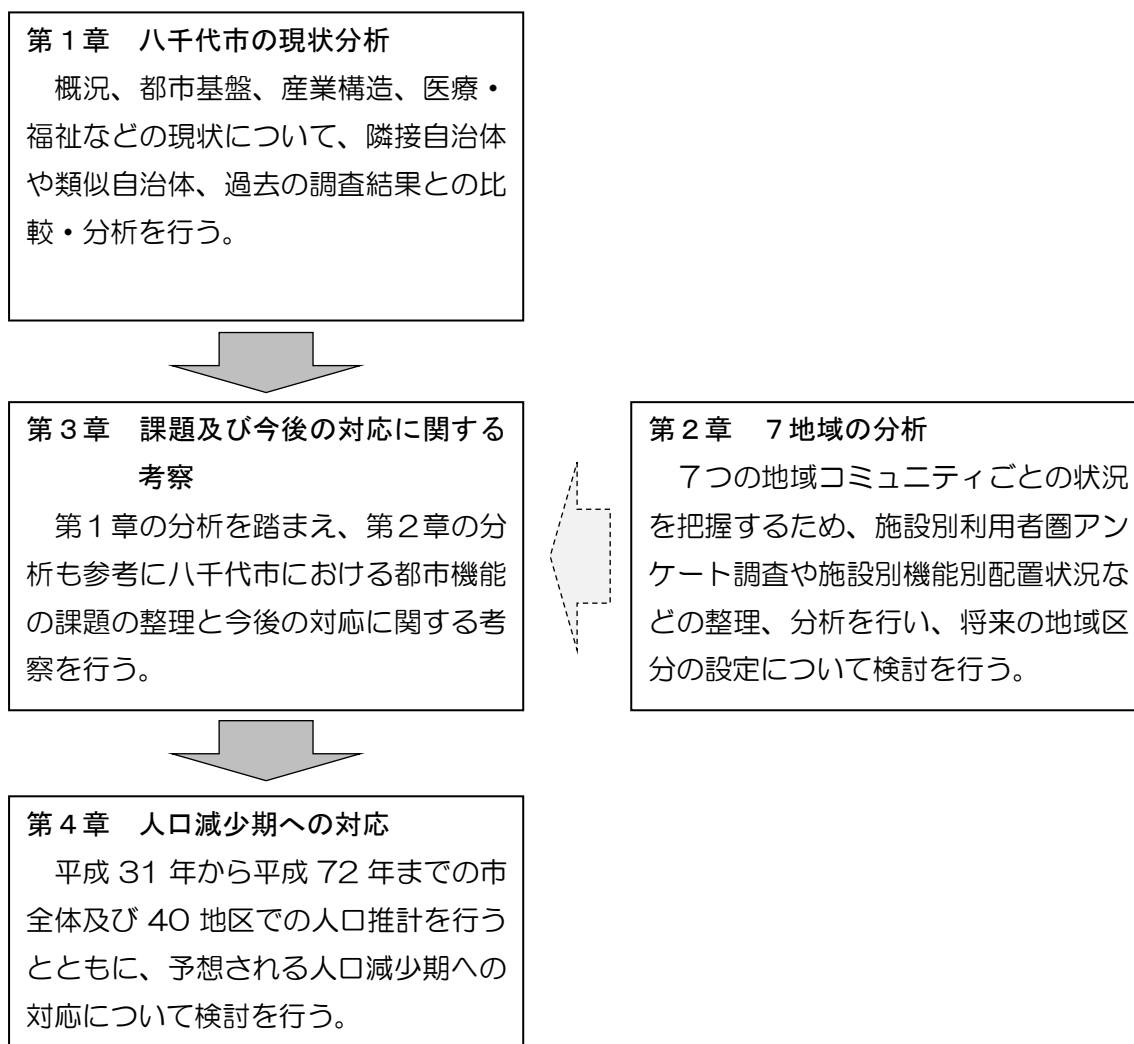 第1章　八千代市の現状分析
　概況、都市基盤、産業構造、医療・
福祉などの現状について、隣接自治体
や類似自治体、過去の調査結果との比
較・分析を行う。
第3章　課題及び今後の対応に関する
考察
　第1章の分析を踏まえ、第2章の分
析も参考に八千代市における都市機能
の課題の整理と今後の対応に関する考
察を行う。
第2章　7地域の分析
　7つの地域コミュニティごとの状況
を把握するため、施設別利用者圏アン
ケート調査や施設別機能別配置状況な
どの整理、分析を行い、将来の地域区
分の設定について検討を行う。
第4章　人口減少期への対応
　平成 31 年から平成 72 年までの市
全体及び 40 地区での人口推計を行う
とともに、予想される人口減少期への
対応について検討を行う。